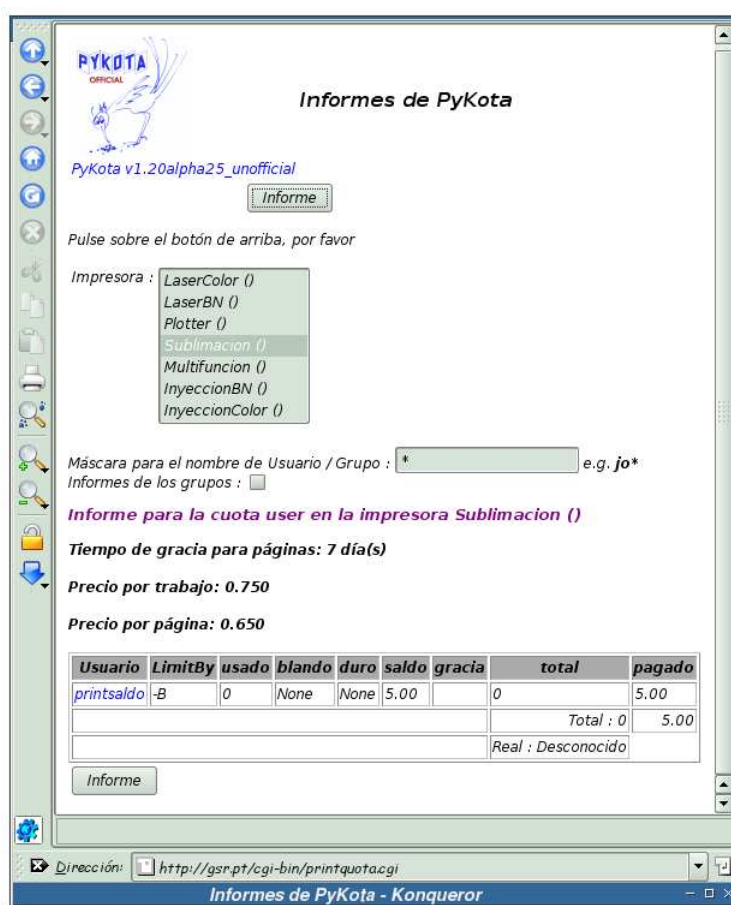 PYKOTA
OFFICIAL
Informes de PyKota
PyKota v1.20alpha25_unofficial
Informe
Pulse sobre el botón de arriba, por favor
Impresora :
LaserColor ()
LaserBN ()
Plotter ()
Sublimacion ()
Multifuncion ()
InyeccionBN ()
InyeccionColor ()
Máscara para el nombre de Usuario / Grupo : * e.g. jo*
Informes de los grupos :
Informe para la cuota user en la impresora Sublimacion ()
Tiempo de gracia para páginas: 7 día(s)
Precio por trabajo: 0.750
Precio por página: 0.650
Usuario LimitBy usado blando duro saldo gracia total pagado
printsaldo -B 0 None None 5.00 0 5.00
Total : 0 5.00
Real : Desconocido
Informe
Dirección: http://gsr.pt/cgi-bin/printquota.cgi
Informes de PyKota - Konqueror